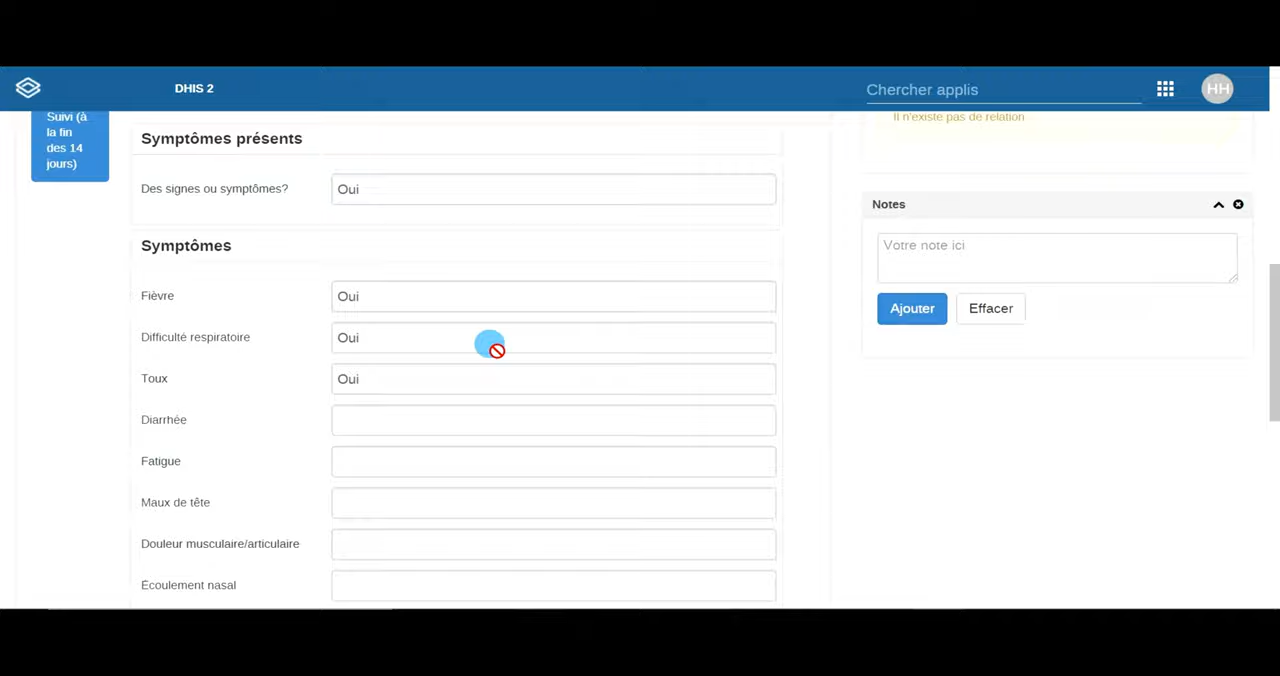 DHIS 2
Chercher applis
HH
Suivi (à
la fin
des 14
jours)
Symptômes présents
Des signes ou symptômes?
Oui
Symptômes
Fièvre
Oui
Difficulté respiratoire
Oui
Toux
Oui
Diarrhée
Fatigue
Maux de tête
Douleur musculaire/articulaire
Écoulement nasal
Il n'existe pas de relation
Notes
Votre note ici
Ajouter
Effacer